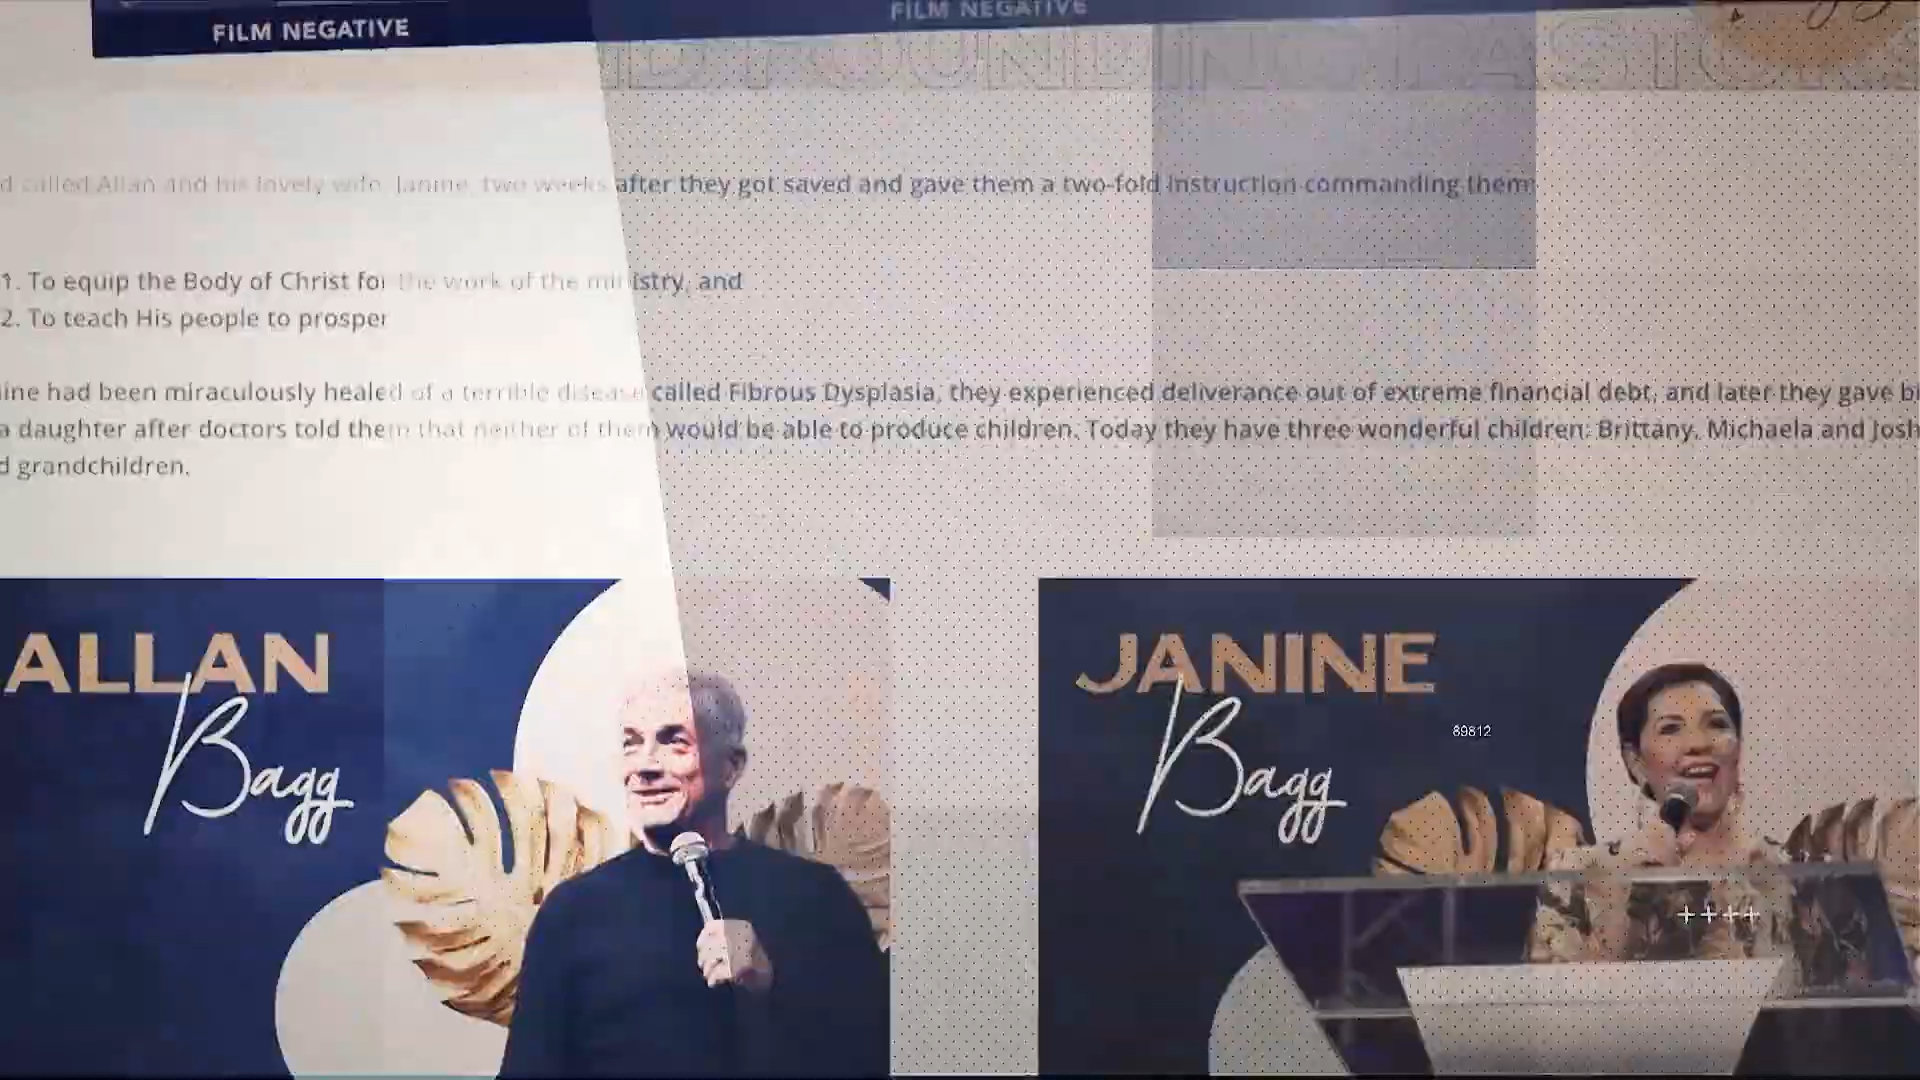 FILM NEGATIVE
FILM NEGATIVE
D FOUNDING PASTOR
d called Allan and his lovely wife, Janine, two weeks after they got saved and gave them a two-fold instruction commanding them
1. To equip the Body of Christ for the work of the ministry, and
2. To teach His people to prosper
ine had been miraculously healed of a terrible disease called Fibrous Dysplasia, they experienced deliverance out of extreme financial debt, and later they gave bi
a daughter after doctors told them that neither of them would be able to produce children. Today they have three wonderful children: Brittany, Michaela and Josh
d grandchildren.
ALLAN
Bagg
JANINE
Bagg
89812
++++